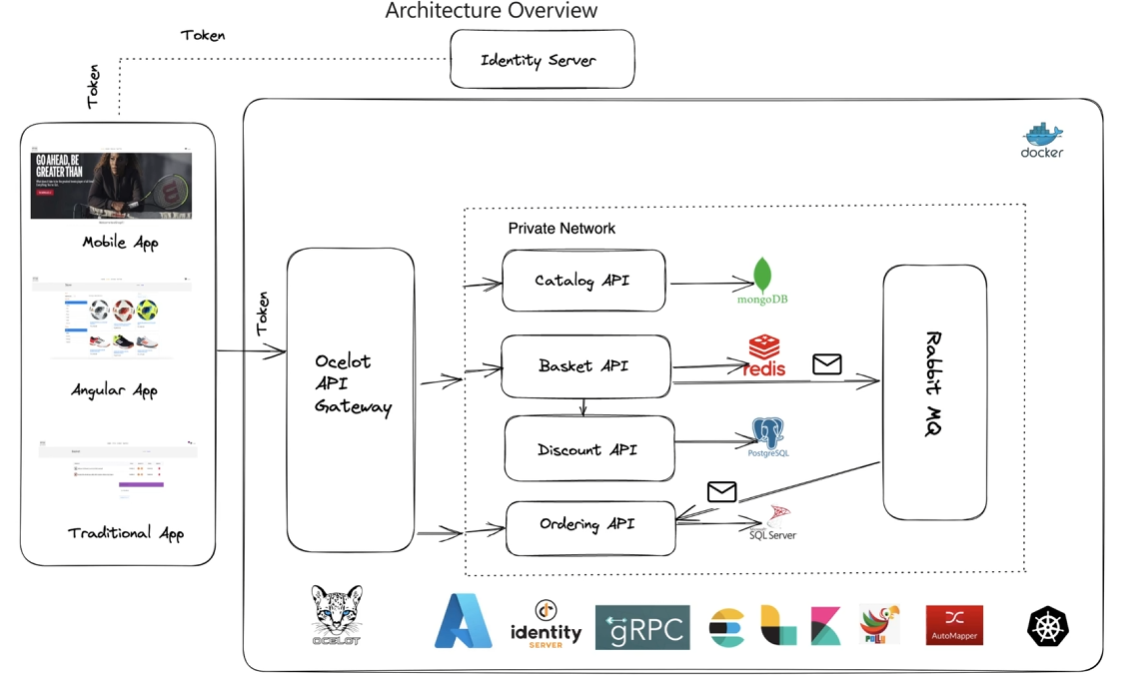 Architecture Overview
Token
Identity Server
Token
docker
GO AHEAD, BE
GREATER THAN
Mobile App
Private Network
Catalog API
mongoDB
Token
Ocelot
API
Gateway
Basket API
redis
Rabbit MQ
Angular App
Discount API
PostgreSQL
Ordering API
SQL Server
Traditional App
OCELOT
identity
SERVER
gRPC
POLLY
AutoMapper